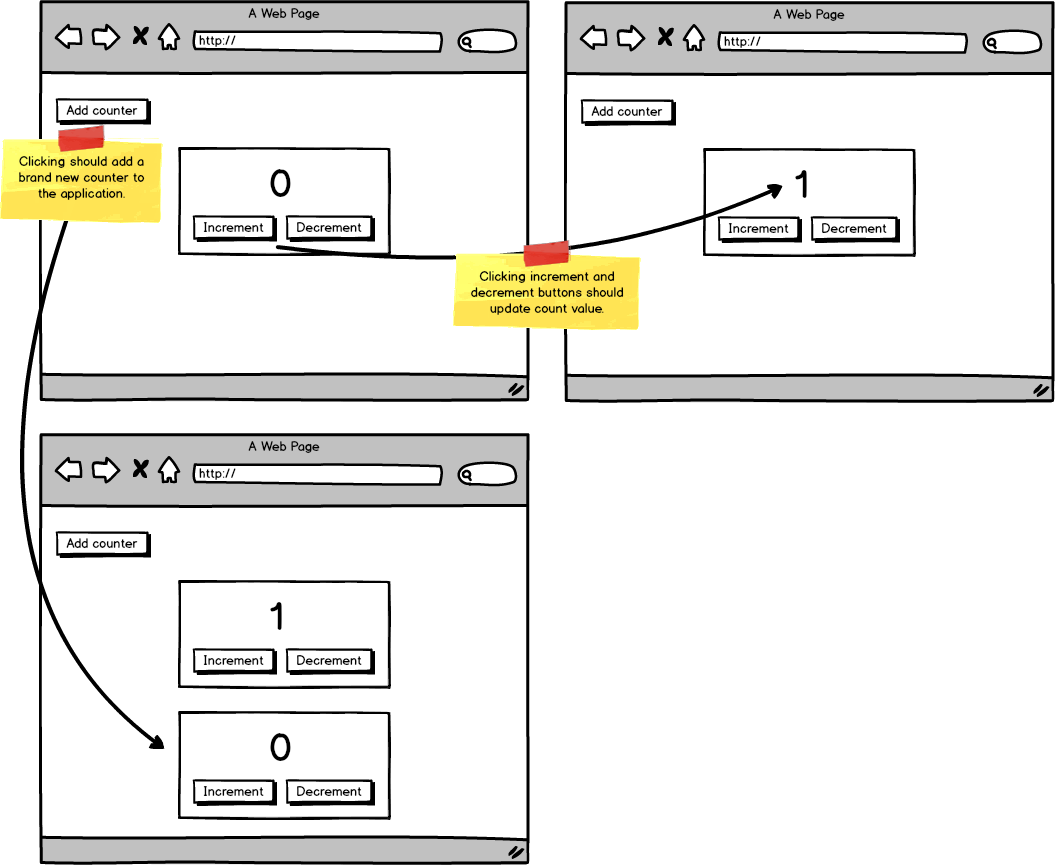 A Web Page
http://
Add counter
Clicking should add a
brand new counter to
the application.
0
Increment
Decrement
A Web Page
http://
Add counter
1
Increment
Decrement
Clicking increment and
decrement buttons should
update count value.
A Web Page
http://
Add counter
1
Increment
Decrement
0
Increment
Decrement